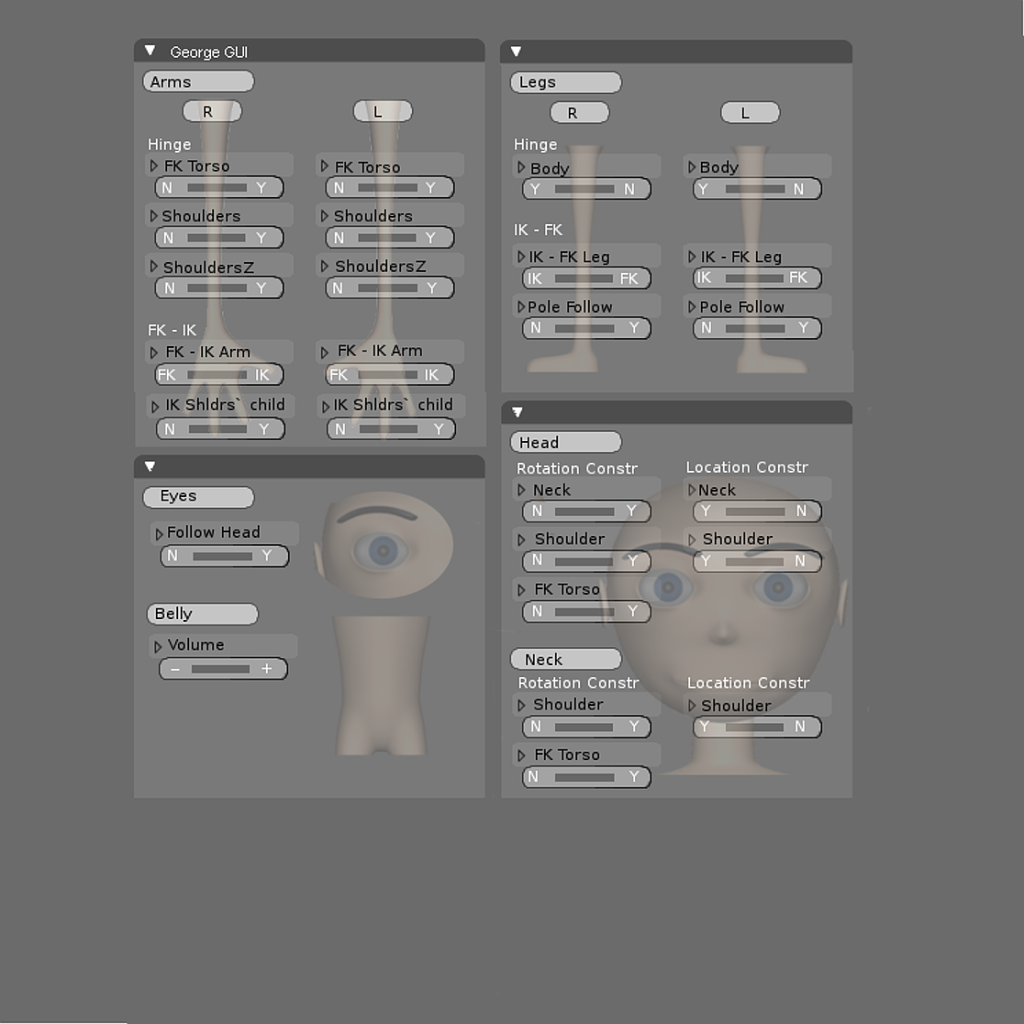 George GUI
Arms
R L
Hinge
FK Torso FK Torso
N Y N Y
Shoulders Shoulders
N Y N Y
ShouldersZ ShouldersZ
N Y N Y
FK - IK
FK - IK Arm FK - IK Arm
FK IK FK IK
IK Shldrs` child IK Shldrs` child
N Y N Y
Legs
R L
Hinge
Body Body
Y N Y N
IK - FK
IK - FK Leg IK - FK Leg
IK FK IK FK
Pole Follow Pole Follow
N Y N Y
Eyes
Follow Head
N Y
Belly
Volume
– +
Head
Rotation Constr Location Constr
Neck Neck
N Y Y N
Shoulder Shoulder
N Y Y N
FK Torso
N Y
Neck
Rotation Constr Location Constr
Shoulder Shoulder
N Y Y N
FK Torso
N Y